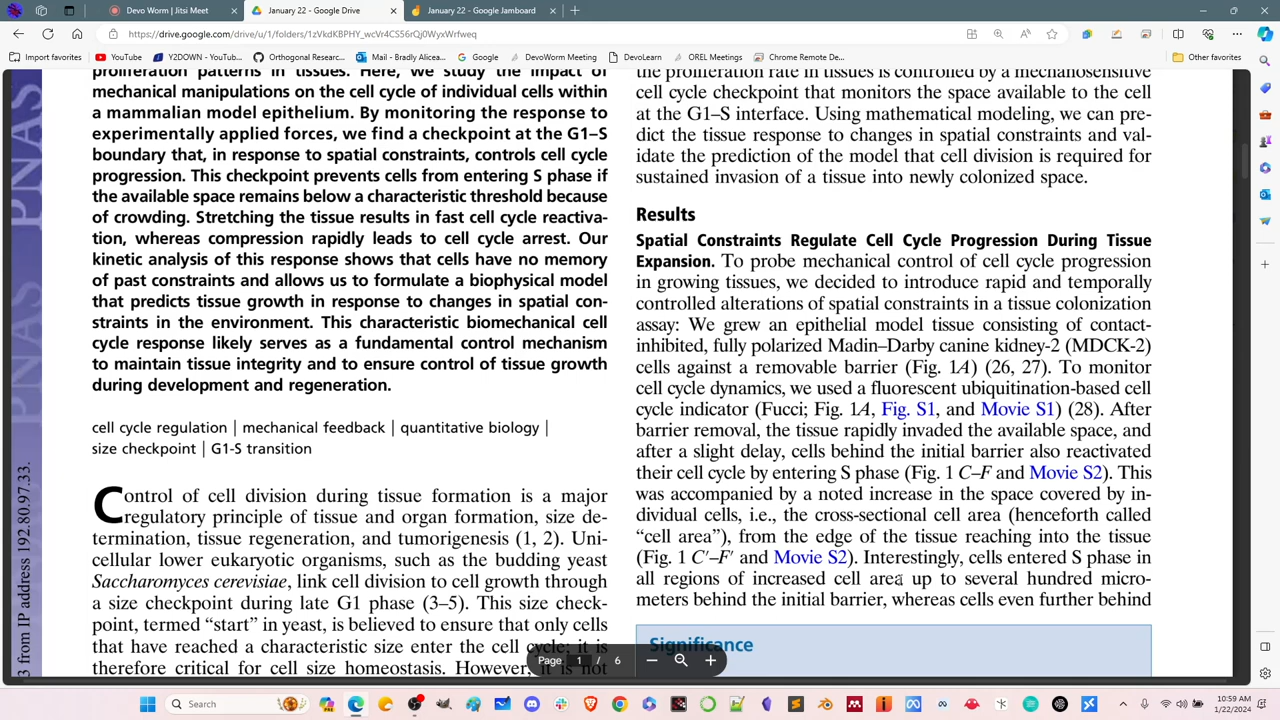 Devo Worm | Jitsi Meet
January 22 - Google Drive
January 22 - Google Jamboard
https://drive.google.com/drive/u/1/folders/1zVkdKBPHY_wcVr4CS56rQj0WyxWrfweq
Import favorites
YouTube
Y2DOWN - YouTub...
Orthogonal Researc...
Mail - Bradly Alicea...
Google
DevoWorm Meeting
DevoLearn
OREL Meetings
Chrome Remote De...
Other favorites
3 from IP address 192.80.97.33.
proliferation patterns in tissues. Here, we study the impact of
mechanical manipulations on the cell cycle of individual cells within
a mammalian model epithelium. By monitoring the response to
experimentally applied forces, we find a checkpoint at the G1–S
boundary that, in response to spatial constraints, controls cell cycle
progression. This checkpoint prevents cells from entering S phase if
the available space remains below a characteristic threshold because
of crowding. Stretching the tissue results in fast cell cycle reactiva-
tion, whereas compression rapidly leads to cell cycle arrest. Our
kinetic analysis of this response shows that cells have no memory
of past constraints and allows us to formulate a biophysical model
that predicts tissue growth in response to changes in spatial con-
straints in the environment. This characteristic biomechanical cell
cycle response likely serves as a fundamental control mechanism
to maintain tissue integrity and to ensure control of tissue growth
during development and regeneration.
cell cycle regulation | mechanical feedback | quantitative biology |
size checkpoint | G1-S transition
Control of cell division during tissue formation is a major
regulatory principle of tissue and organ formation, size de-
termination, tissue regeneration, and tumorigenesis (1, 2). Uni-
cellular lower eukaryotic organisms, such as the budding yeast
Saccharomyces cerevisiae, link cell division to cell growth through
a size checkpoint during late G1 phase (3–5). This size check-
point, termed “start” in yeast, is believed to ensure that only cells
that have reached a characteristic size enter the cell cycle; it is
therefore critical for cell size homeostasis. However, it is not
the proliferation rate in tissues is controlled by a mechanosensitive
cell cycle checkpoint that monitors the space available to the cell
at the G1–S interface. Using mathematical modeling, we can pre-
dict the tissue response to changes in spatial constraints and val-
idate the prediction of the model that cell division is required for
sustained invasion of a tissue into newly colonized space.
Results
Spatial Constraints Regulate Cell Cycle Progression During Tissue
Expansion. To probe mechanical control of cell cycle progression
in growing tissues, we decided to introduce rapid and temporally
controlled alterations of spatial constraints in a tissue colonization
assay: We grew an epithelial model tissue consisting of contact-
inhibited, fully polarized Madin–Darby canine kidney-2 (MDCK-2)
cells against a removable barrier (Fig. 1A) (26, 27). To monitor
cell cycle dynamics, we used a fluorescent ubiquitination-based cell
cycle indicator (Fucci; Fig. 1A, Fig. S1, and Movie S1) (28). After
barrier removal, the tissue rapidly invaded the available space, and
after a slight delay, cells behind the initial barrier also reactivated
their cell cycle by entering S phase (Fig. 1 C–F and Movie S2). This
was accompanied by a noted increase in the space covered by in-
dividual cells, i.e., the cross-sectional cell area (henceforth called
“cell area”), from the edge of the tissue reaching into the tissue
(Fig. 1 C′–F′ and Movie S2). Interestingly, cells entered S phase in
all regions of increased cell area up to several hundred micro-
meters behind the initial barrier, whereas cells even further behind
Significance
Page 1 / 6
Search
10:59 AM
1/22/2024